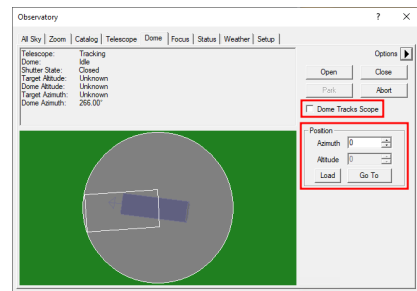 Observatory
? ×
All Sky Zoom Catalog Telescope Dome Focus Status Weather Setup
Telescope: Tracking
Dome: Idle
Shutter State: Closed
Target Altitude: Unknown
Dome Altitude: Unknown
Target Azimuth: Unknown
Dome Azimuth: 266.00°
Options
Open Close
Park Abort
Dome Tracks Scope
Position
Azimuth 0
Altitude 0
Load Go To